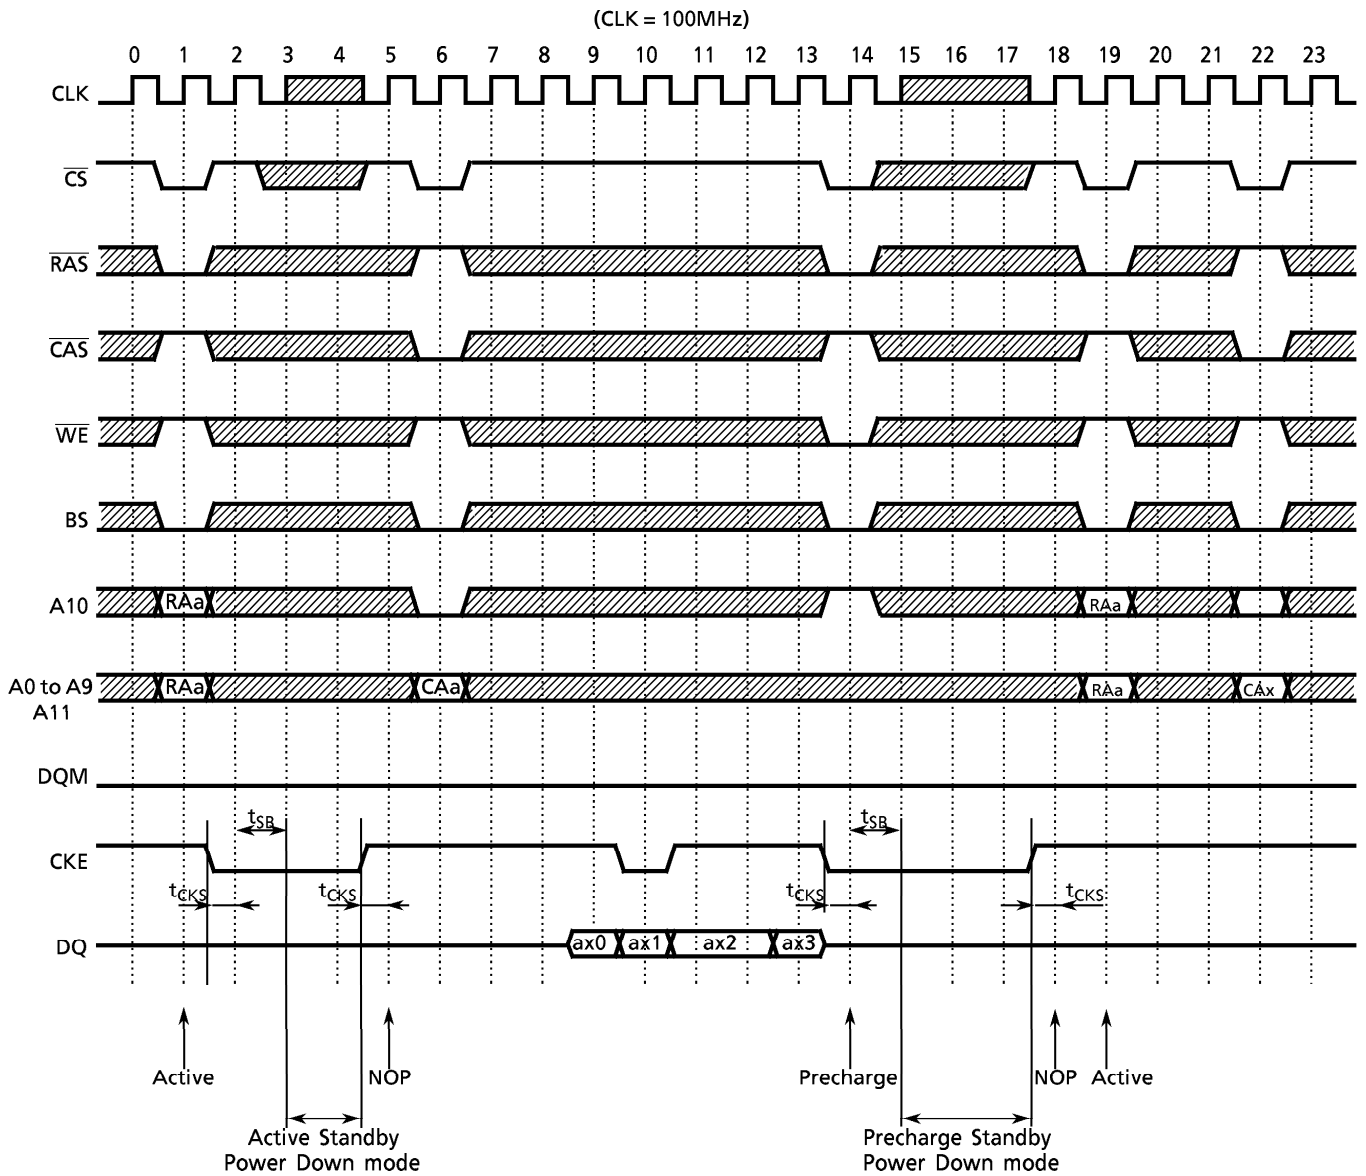 (CLK = 100MHz)
0 1 2 3 4 5 6 7 8 9 10 11 12 13 14 15 16 17 18 19 20 21 22 23
CLK
CS
RAS
CAS
WE
BS
A10 RAa RAa
A0 to A9 RAa CAa RAa CAx
A11
DQM
tSB tSB
CKE
tCKS tCKS tCKS tCKS
DQ ax0 ax1 ax2 ax3
Active NOP Precharge NOP Active
Active Standby Precharge Standby
Power Down mode Power Down mode